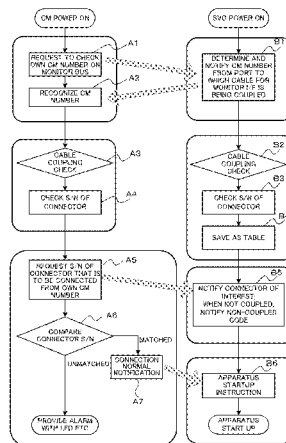 CM POWER ON
A1
REQUEST TO CHECK
OWN CM NUMBER ON
MONITOR BUS
A2
RECOGNIZE CM
NUMBER
A3
CABLE
COUPLING
CHECK
A4
CHECK S/N OF
CONNECTOR
A5
REQUEST S/N OF
CONNECTOR THAT IS
TO BE CONNECTED
FROM OWN CM
NUMBER
A6
COMPARE
CONNECTOR S/N
MATCHED
UNMATCHED
CONNECTION
NORMAL
NOTIFICATION
A7
PROVIDE ALARM
WITH LED ETC
SVC POWER ON
B1
DETERMINE AND
NOTIFY CM NUMBER
FROM PORT TO
WHICH CABLE FOR
MONITOR I/F IS
BEING COUPLED
B2
CABLE
COUPLING
CHECK
B3
CHECK S/N OF
CONNECTOR
SAVE AS TABLE
B5
NOTIFY CONNECTOR OF
INTEREST;
WHEN NOT COUPLED,
NOTIFY NON-COUPLED
CODE
B6
APPARATUS
STARTUP
INSTRUCTION
APPARATUS
START UP